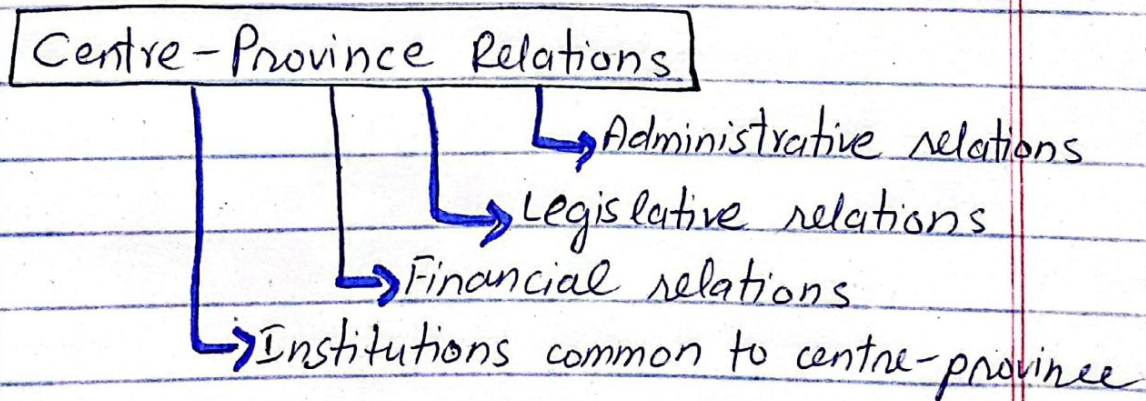 Centre-Province Relations
Administrative relations
Legislative relations
Financial relations
Institutions common to centre-province